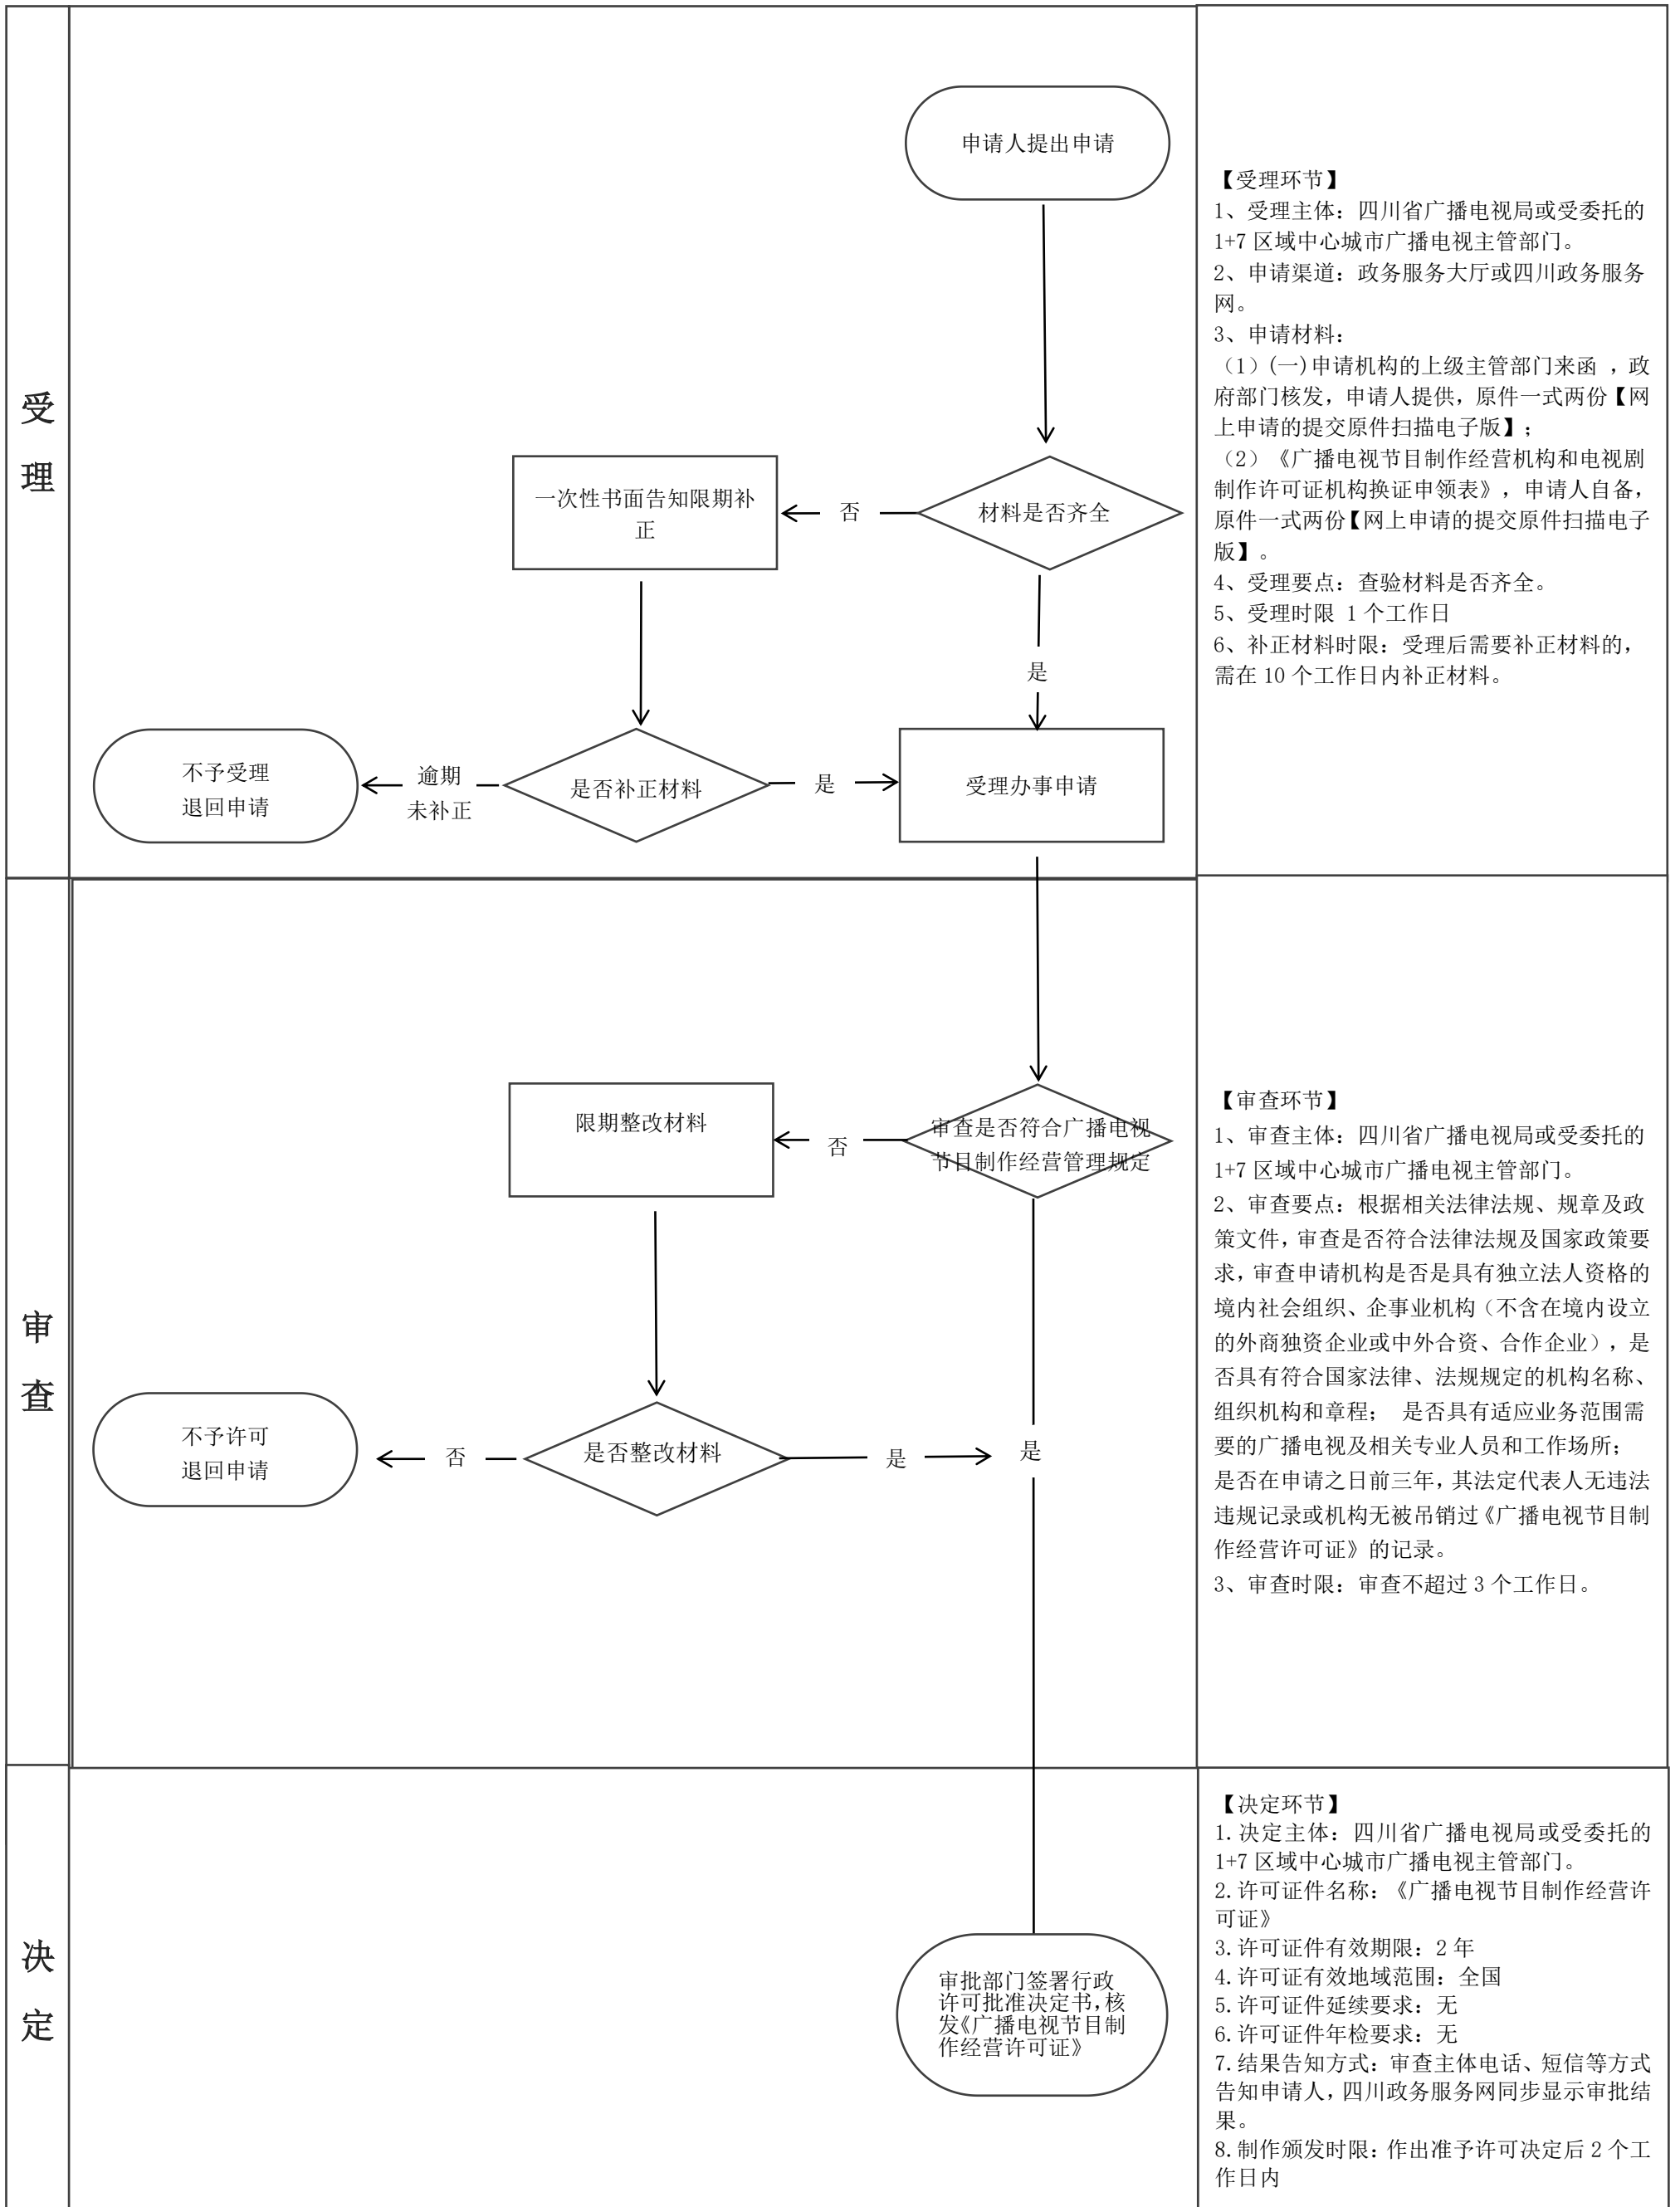 受
理
申请人提出申请
材料是否齐全
否
一次性书面告知限期补
正
是
是否补正材料
逾期
未补正
不予受理
退回申请
是
受理办事申请
【受理环节】
1、受理主体：四川省广播电视局或受委托的
1+7 区域中心城市广播电视主管部门。
2、申请渠道：政务服务大厅或四川政务服务
网。
3、申请材料：
（1）(一)申请机构的上级主管部门来函 ，政
府部门核发，申请人提供，原件一式两份【网
上申请的提交原件扫描电子版】；
（2）《广播电视节目制作经营机构和电视剧
制作许可证机构换证申领表》，申请人自备，
原件一式两份【网上申请的提交原件扫描电子
版】。
4、受理要点：查验材料是否齐全。
5、受理时限 1 个工作日
6、补正材料时限：受理后需要补正材料的，
需在 10 个工作日内补正材料。
审
查
审查是否符合广播电视
节目制作经营管理规定
否
限期整改材料
是否整改材料
否
不予许可
退回申请
是
是
【审查环节】
1、审查主体：四川省广播电视局或受委托的
1+7 区域中心城市广播电视主管部门。
2、审查要点：根据相关法律法规、规章及政
策文件，审查是否符合法律法规及国家政策要
求，审查申请机构是否是具有独立法人资格的
境内社会组织、企事业机构（不含在境内设立
的外商独资企业或中外合资、合作企业），是
否具有符合国家法律、法规规定的机构名称、
组织机构和章程； 是否具有适应业务范围需
要的广播电视及相关专业人员和工作场所；
是否在申请之日前三年，其法定代表人无违法
违规记录或机构无被吊销过《广播电视节目制
作经营许可证》的记录。
3、审查时限：审查不超过 3 个工作日。
决
定
审批部门签署行政
许可批准决定书，核
发《广播电视节目制
作经营许可证》
【决定环节】
1.决定主体：四川省广播电视局或受委托的
1+7 区域中心城市广播电视主管部门。
2.许可证件名称：《广播电视节目制作经营许
可证》
3.许可证件有效期限：2 年
4.许可证有效地域范围：全国
5.许可证件延续要求：无
6.许可证件年检要求：无
7.结果告知方式：审查主体电话、短信等方式
告知申请人，四川政务服务网同步显示审批结
果。
8.制作颁发时限：作出准予许可决定后 2 个工
作日内